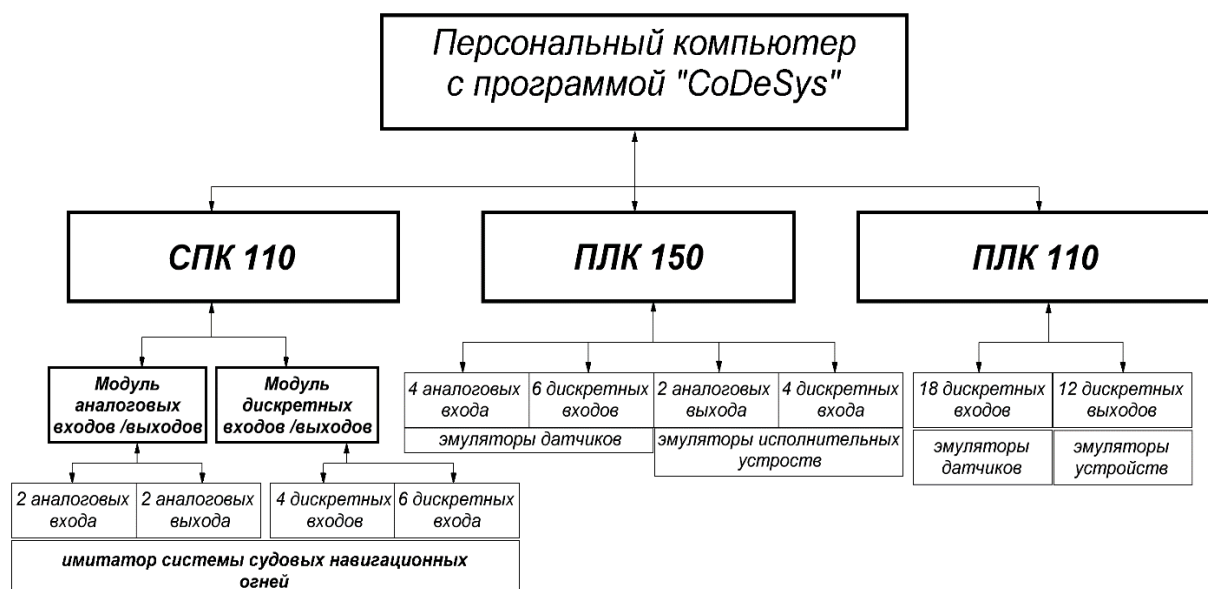 Персональный компьютер
с программой "CoDeSys"
СПК 110
ПЛК 150
ПЛК 110
Модуль
аналоговых
входов /выходов
Модуль
дискретных
входов /выходов
4 аналоговых
входа
6 дискретных
входов
2 аналоговых
выхода
4 дискретных
входа
18 дискретных
входов
12 дискретных
выходов
эмуляторы датчиков
эмуляторы исполнительных
устроств
эмуляторы
датчиков
эмуляторы
устройств
2 аналоговых
входа
2 аналоговых
выхода
4 дискретных
входов
6 дискретных
входа
имитатор системы судовых навигационных
огней